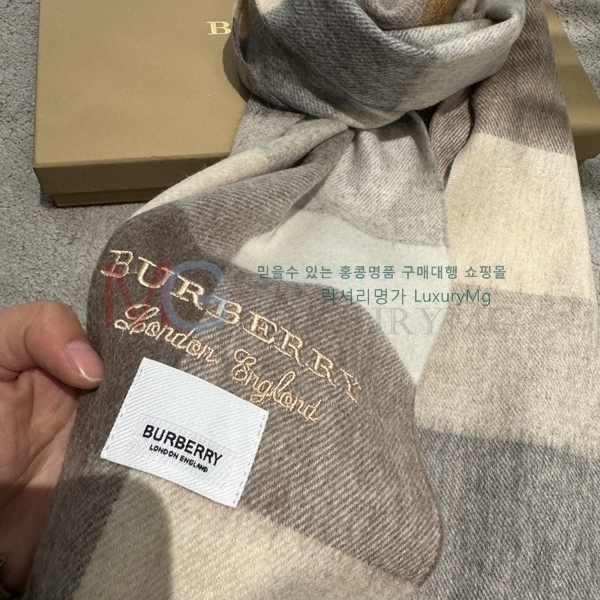 B
믿을수 있는 홍콩명품 구매대행 쇼핑몰
럭셔리명가 LuxuryMg
MG
BURBERRY
London, England
BURBERRY
LONDON ENGLAND